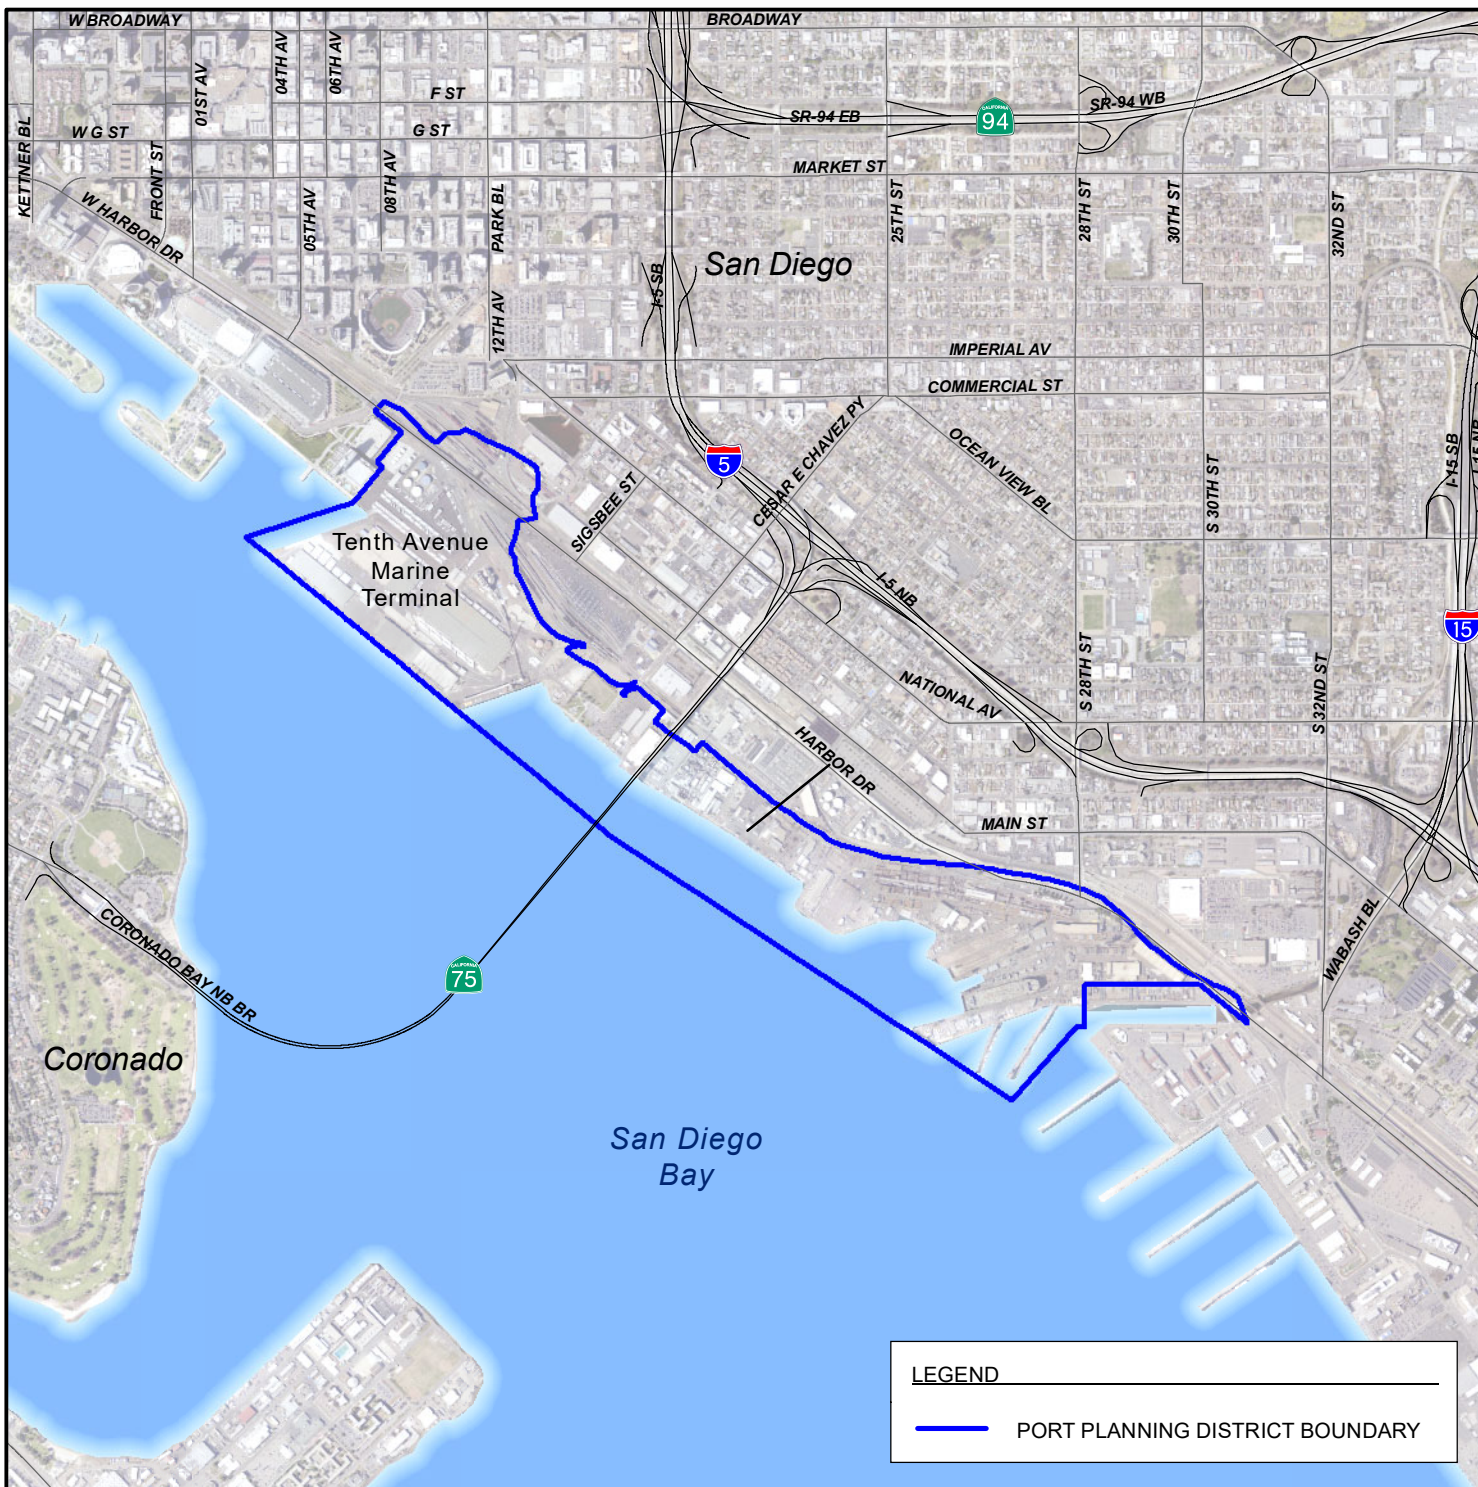 W BROADWAY
BROADWAY
01ST AV
04TH AV
06TH AV
F ST
SR-94 EB
CALIFORNIA
94
SR-94 WB
KETTNER BL
W G ST
FRONT ST
G ST
08TH AV
MARKET ST
W HARBOR DR
05TH AV
PARK BL
25TH ST
28TH ST
30TH ST
32ND ST
I-5 SB
San Diego
12TH AV
IMPERIAL AV
COMMERCIAL ST
5
CESAR E CHAVEZ PY
OCEAN VIEW BL
I-15 SB
I-15 NB
SIGSBEE ST
S 30TH ST
Tenth Avenue
Marine
Terminal
I-5 NB
15
S 28TH ST
S 32ND ST
NATIONAL AV
HARBOR DR
MAIN ST
CORONADO BAY NB BR
CALIFORNIA
75
WABASH BL
Coronado
San Diego
Bay
LEGEND
PORT PLANNING DISTRICT BOUNDARY